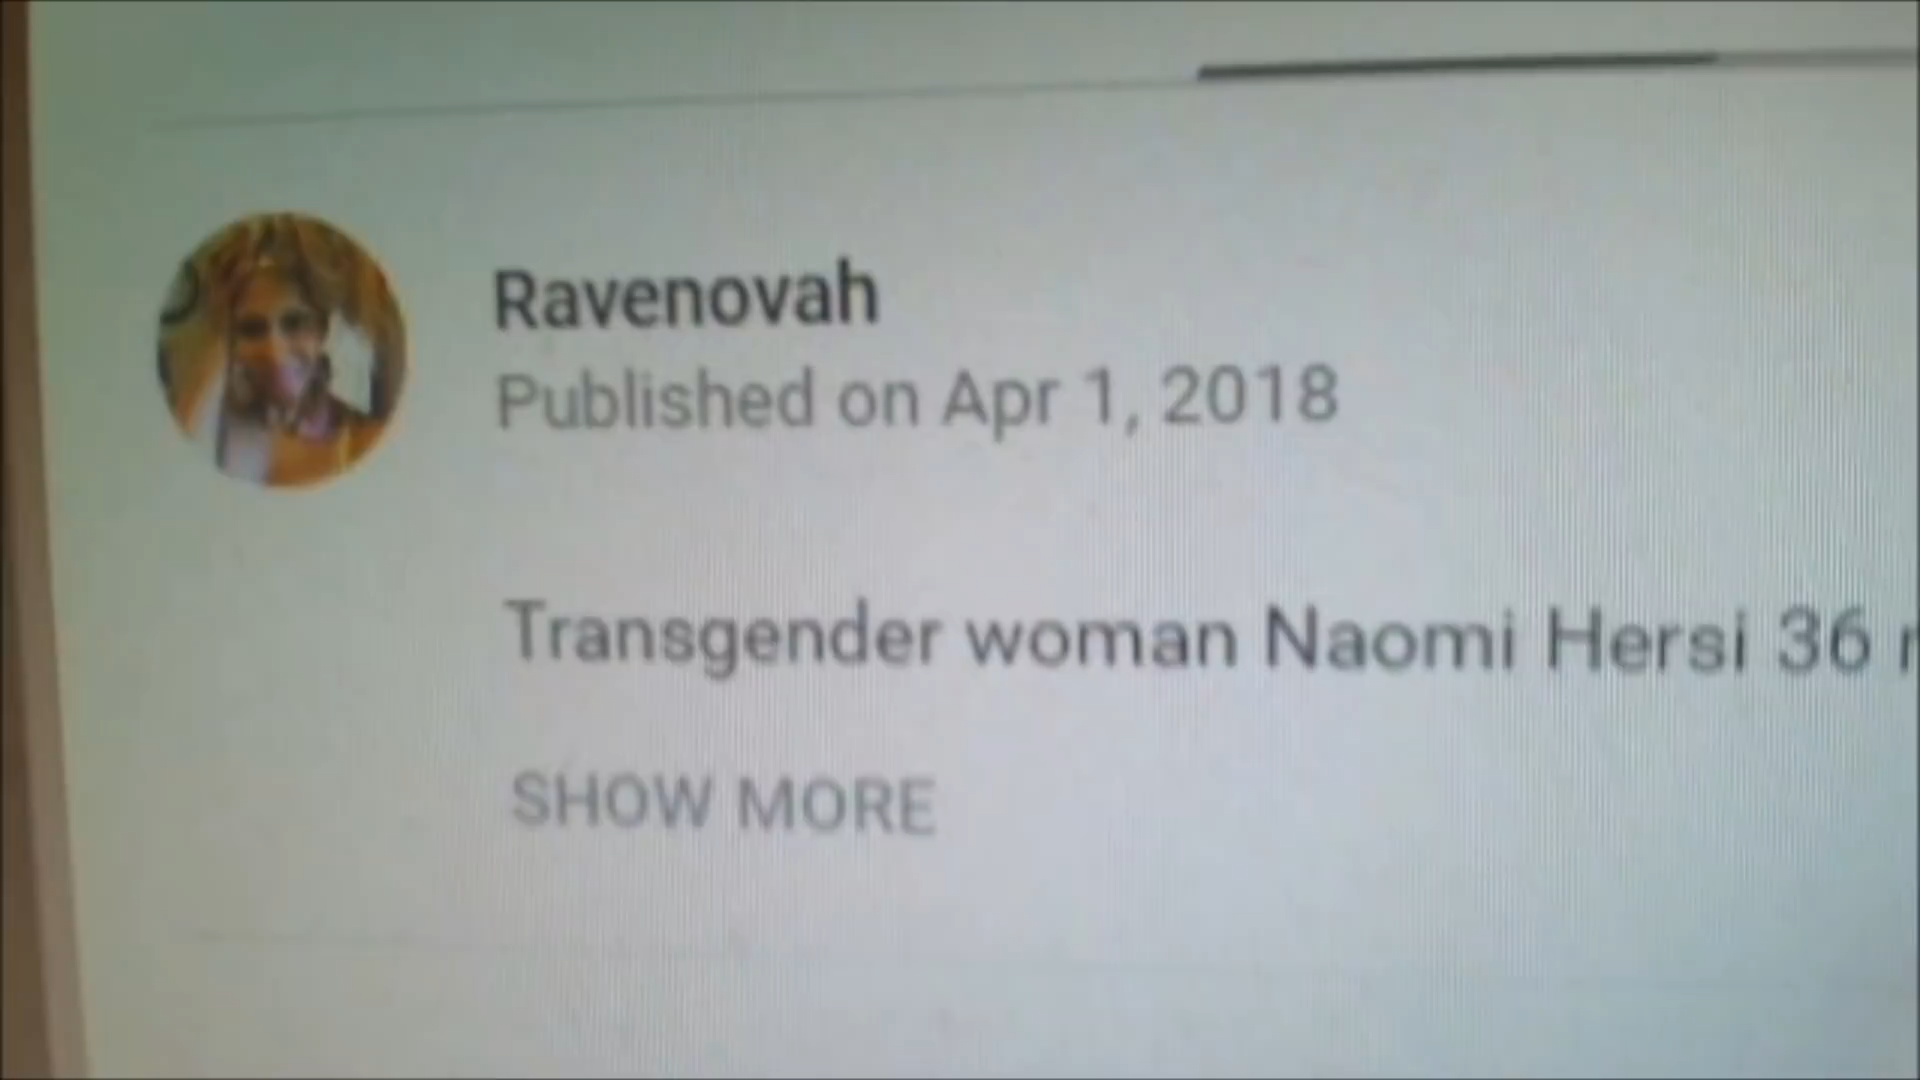 Ravenovah
Published on Apr 1, 2018
Transgender woman Naomi Hersi 36
SHOW MORE